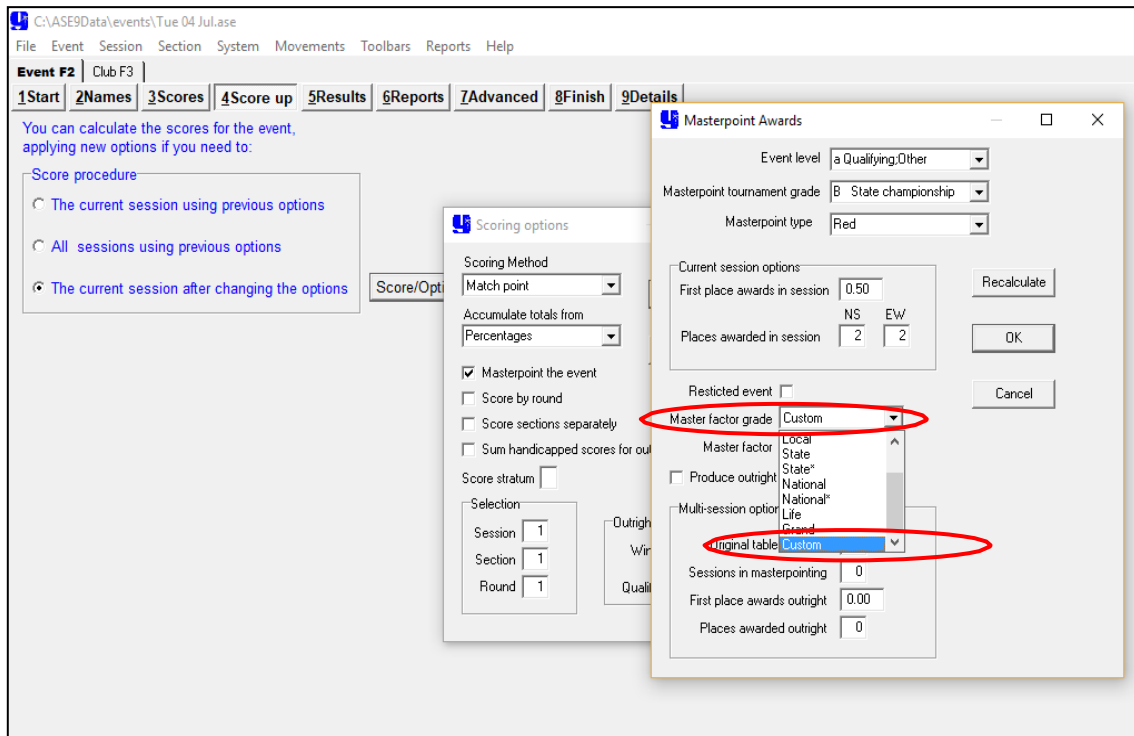 C:\ASE9Data\events\Tue 04 Jul.ase
File Event Session Section System Movements Toolbars Reports Help
Event F2 Club F3
1Start 2Names 3Scores 4Score up 5Results 6Reports 7Advanced 8Finish 9Details
You can calculate the scores for the event,
applying new options if you need to:
Score procedure
The current session using previous options
All sessions using previous options
The current session after changing the options
Score/Opti
Scoring options
Scoring Method
Match point
Accumulate totals from
Percentages
Masterpoint the event
Score by round
Score sections separately
Sum handicapped scores for ou
Score stratum
Selection
Session 1
Section 1
Round 1
Outrigh
Wir
Quali
Masterpoint Awards
Event level a Qualifying;Other
Masterpoint tournament grade B State championship
Masterpoint type Red
Current session options
First place awards in session 0.50
NS EW
Places awarded in session 2 2
Recalculate
OK
Cancel
Resticted event
Master factor grade Custom
Master factor
Local
State
State*
National
National*
Life
Grand
Custom
Produce outright
Multi-session option
Original table
Sessions in masterpointing 0
First place awards outright 0.00
Places awarded outright 0